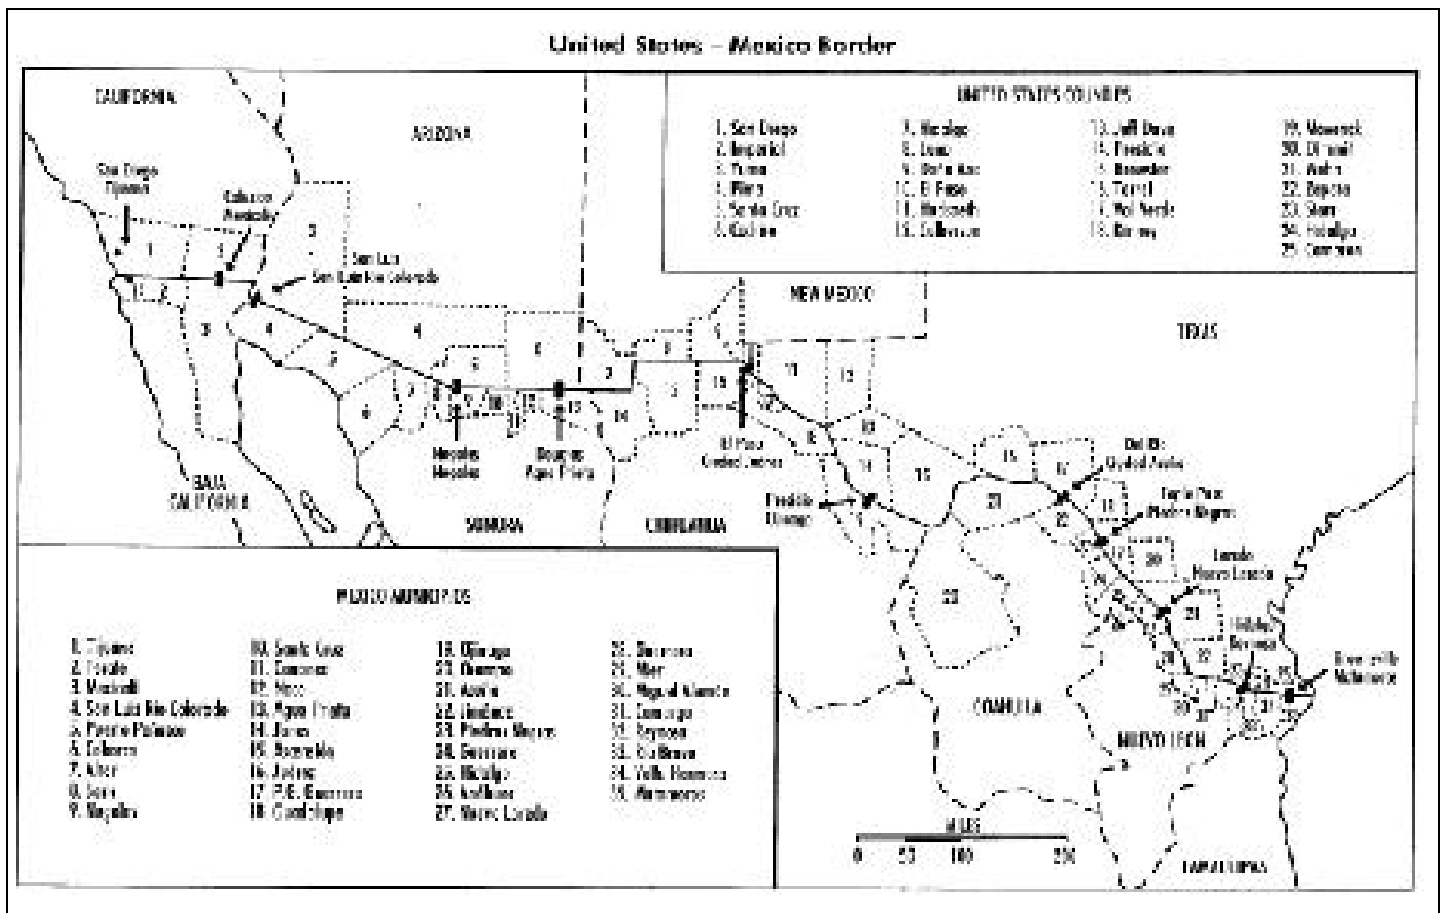 United States - Mexico Border
CALIFORNIA
ARIZONA
San Diego
Tijuana
Calexico
Mexicali
San Luis
San Luis Rio Colorado
NEW MEXICO
TEXAS
UNITED STATES COUNTIES
1. San Diego
2. Imperial
3. Yuma
4. Pima
5. Santa Cruz
6. Cochise
7. Hidalgo
8. Luna
9. Doña Ana
10. El Paso
11. Hudspeth
12. Culberson
13. Jeff Davis
14. Presidio
15. Brewster
16. Terrell
17. Val Verde
18. Kinney
19. Maverick
20. Dimmit
21. Webb
22. Zapata
23. Starr
24. Hidalgo
25. Cameron
Nogales
Nogales
Douglas
Agua Prieta
El Paso
Ciudad Juárez
Presidio
Ojinaga
Del Rio
Ciudad Acuña
Eagle Pass
Piedras Negras
Laredo
Nuevo Laredo
Hidalgo
Reynosa
Brownsville
Matamoros
BAJA
CALIFORNIA
SONORA
CHIHUAHUA
COAHUILA
NUEVO LEON
TAMAULIPAS
MEXICO MUNICIPIOS
1. Tijuana
2. Tecate
3. Mexicali
4. San Luis Rio Colorado
5. Puerto Peñasco
6. Caborca
7. Altar
8. Saric
9. Nogales
10. Santa Cruz
11. Cananea
12. Naco
13. Agua Prieta
14. Janos
15. Ascensión
16. Juárez
17. P.G. Guerrero
18. Guadalupe
19. Ojinaga
20. Ocampo
21. Acuña
22. Jiménez
23. Piedras Negras
24. Guerrero
25. Hidalgo
26. Anáhuac
27. Nuevo Laredo
28. Guerrero
29. Mier
30. Miguel Alemán
31. Camargo
32. Reynosa
33. Río Bravo
34. Valle Hermoso
35. Matamoros
MILES
0 50 100 200